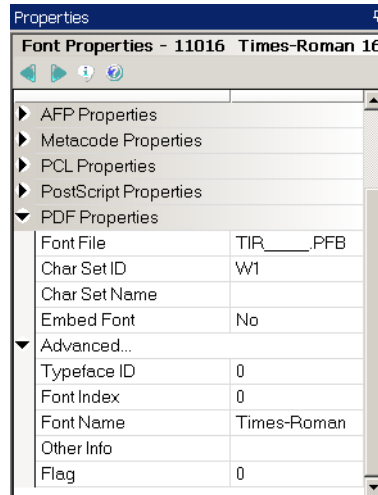 Properties
Font Properties - 11016 Times-Roman 16
AFP Properties
Metacode Properties
PCL Properties
PostScript Properties
PDF Properties
Font File TIR_____.PFB
Char Set ID W1
Char Set Name
Embed Font No
Advanced...
Typeface ID 0
Font Index 0
Font Name Times-Roman
Other Info
Flag 0